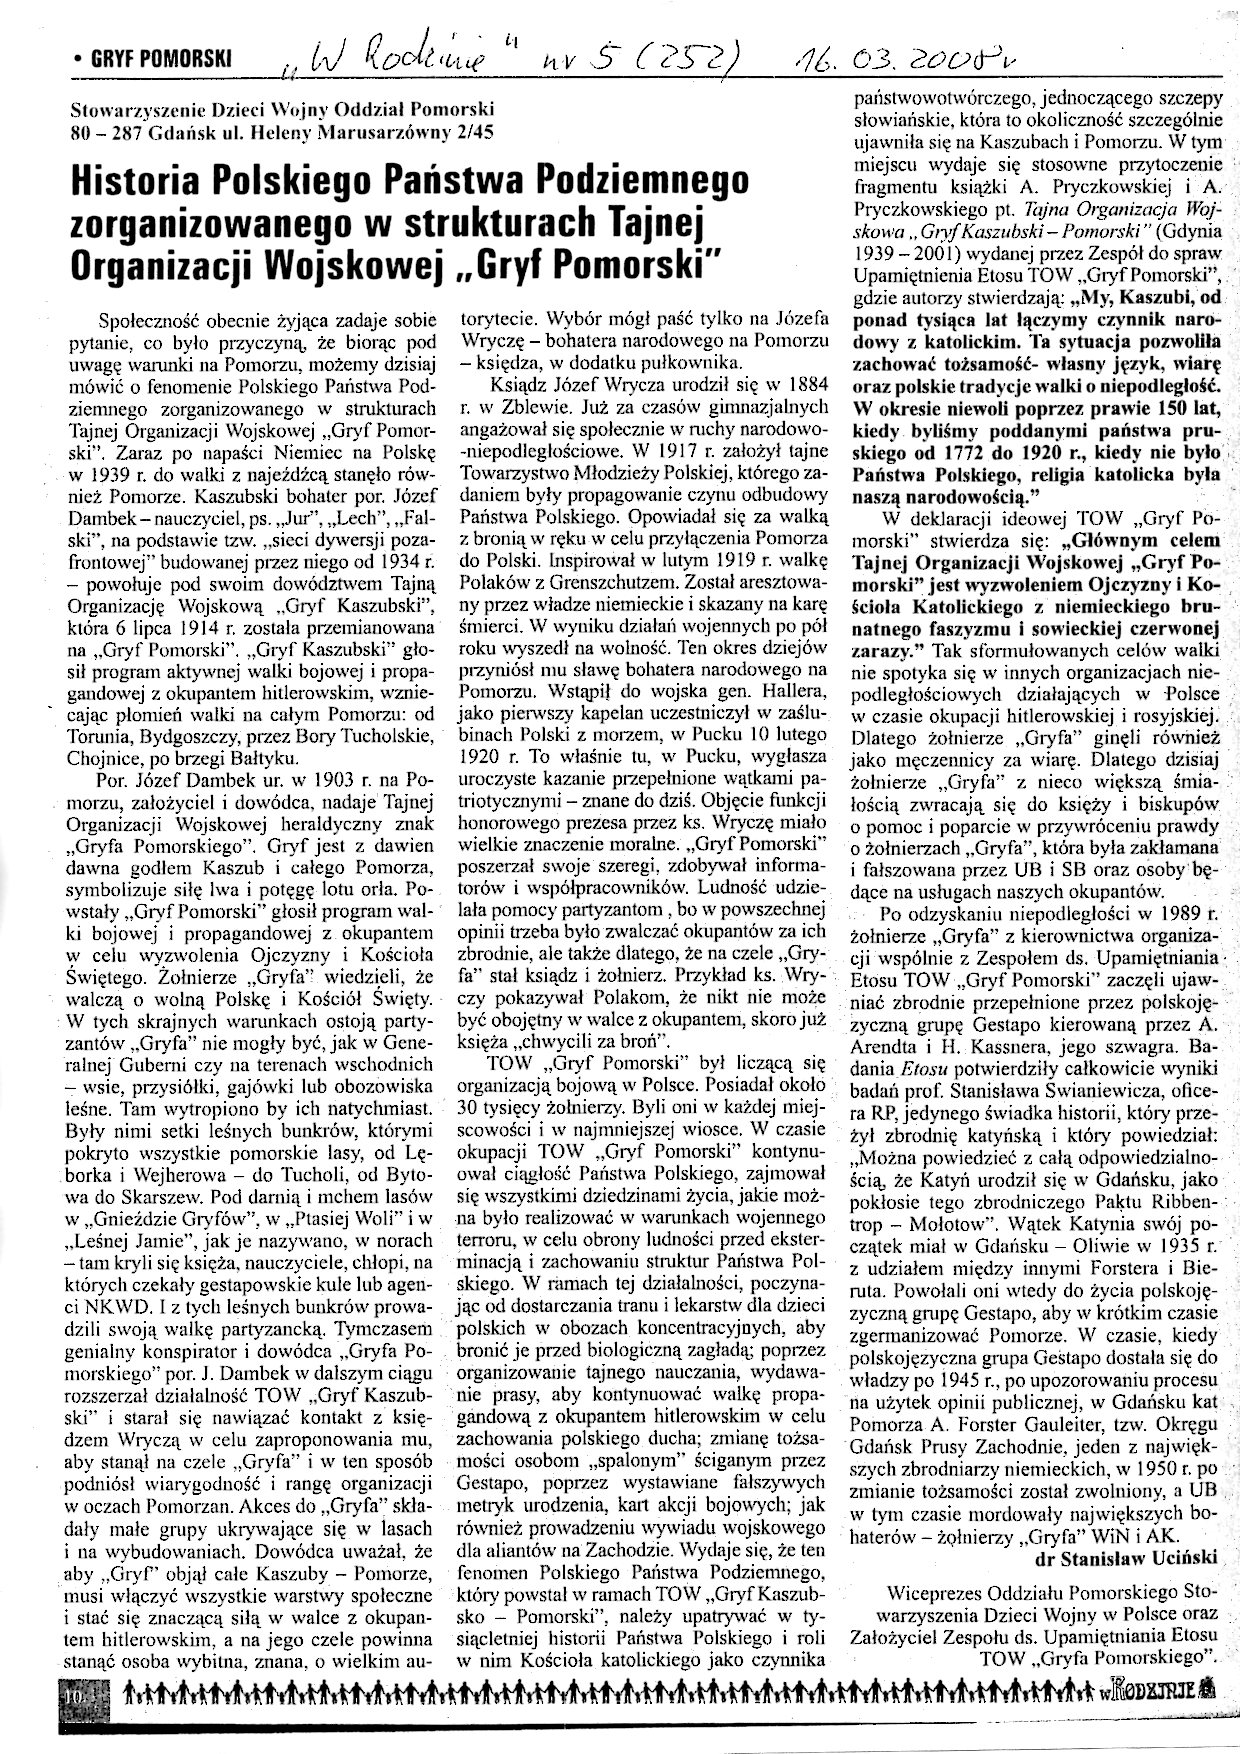 • GRYF POMORSKI
„W Rodzinie" nr 5 (252) 16.03.2008r
Stowarzyszenie Dzieci Wojny Oddział Pomorski
80 – 287 Gdańsk ul. Heleny Marusarzówny 2/45
Historia Polskiego Państwa Podziemnego
zorganizowanego w strukturach Tajnej
Organizacji Wojskowej „Gryf Pomorski"
Społeczność obecnie żyjąca zadaje sobie
pytanie, co było przyczyną, że biorąc pod
uwagę warunki na Pomorzu, możemy dzisiaj
mówić o fenomenie Polskiego Państwa Pod-
ziemnego zorganizowanego w strukturach
Tajnej Organizacji Wojskowej „Gryf Pomor-
ski". Zaraz po napaści Niemiec na Polskę
w 1939 r. do walki z najeźdźcą stanęło rów-
nież Pomorze. Kaszubski bohater por. Józef
Dambek – nauczyciel, ps. „Jur", „Lech", „Fal-
ski", na podstawie tzw. „sieci dywersji poza-
frontowej" budowanej przez niego od 1934 r.
– powołuje pod swoim dowództwem Tajną
Organizację Wojskową „Gryf Kaszubski",
która 6 lipca 1914 r. została przemianowana
na „Gryf Pomorski". „Gryf Kaszubski" gło-
sił program aktywnej walki bojowej i propa-
gandowej z okupantem hitlerowskim, wznie-
cając płomień walki na całym Pomorzu: od
Torunia, Bydgoszczy, przez Bory Tucholskie,
Chojnice, po brzegi Bałtyku.
Por. Józef Dambek ur. w 1903 r. na Po-
morzu, założyciel i dowódca, nadaje Tajnej
Organizacji Wojskowej heraldyczny znak
„Gryfa Pomorskiego". Gryf jest z dawien
dawna godłem Kaszub i całego Pomorza,
symbolizuje siłę lwa i potęgę lotu orła. Po-
wstały „Gryf Pomorski" głosił program wal-
ki bojowej i propagandowej z okupantem
w celu wyzwolenia Ojczyzny i Kościoła
Świętego. Żołnierze „Gryfa" wiedzieli, że
walczą o wolną Polskę i Kościół Święty.
W tych skrajnych warunkach ostoją party-
zantów „Gryfa" nie mogły być, jak w Gene-
ralnej Guberni czy na terenach wschodnich
– wsie, przysiółki, gajówki lub obozowiska
leśne. Tam wytropiono by ich natychmiast.
Były nimi setki leśnych bunkrów, którymi
pokryto wszystkie pomorskie lasy, od Lę-
borka i Wejherowa – do Tucholi, od Byto-
wa do Skarszew. Pod darnią i mchem lasów
w „Gnieździe Gryfów", w „Ptasiej Woli" i w
„Leśnej Jamie", jak je nazywano, w norach
– tam kryli się księża, nauczyciele, chłopi, na
których czekały gestapowskie kule lub agen-
ci NKWD. I z tych leśnych bunkrów prowa-
dzili swoją walkę partyzancką. Tymczasem
genialny konspirator i dowódca „Gryfa Po-
morskiego" por. J. Dambek w dalszym ciągu
rozszerzał działalność TOW „Gryf Kaszub-
ski" i starał się nawiązać kontakt z księ-
dzem Wryczą w celu zaproponowania mu,
aby stanął na czele „Gryfa" i w ten sposób
podniósł wiarygodność i rangę organizacji
w oczach Pomorzan. Akces do „Gryfa" skła-
dały małe grupy ukrywające się w lasach
i na wybudowaniach. Dowódca uważał, że
aby „Gryf" objął całe Kaszuby – Pomorze,
musi włączyć wszystkie warstwy społeczne
i stać się znaczącą siłą w walce z okupan-
tem hitlerowskim, a na jego czele powinna
stanąć osoba wybitna, znana, o wielkim au-
torytecie. Wybór mógł paść tylko na Józefa
Wryczę – bohatera narodowego na Pomorzu
– księdza, w dodatku pułkownika.
Ksiądz Józef Wrycza urodził się w 1884
r. w Zblewie. Już za czasów gimnazjalnych
angażował się społecznie w ruchy narodowo-
-niepodległościowe. W 1917 r. założył tajne
Towarzystwo Młodzieży Polskiej, którego za-
daniem były propagowanie czynu odbudowy
Państwa Polskiego. Opowiadał się za walką
z bronią w ręku w celu przyłączenia Pomorza
do Polski. Inspirował w lutym 1919 r. walkę
Polaków z Grenszchutzem. Został aresztowa-
ny przez władze niemieckie i skazany na karę
śmierci. W wyniku działań wojennych po pół
roku wyszedł na wolność. Ten okres dziejów
przyniósł mu sławę bohatera narodowego na
Pomorzu. Wstąpił do wojska gen. Hallera,
jako pierwszy kapelan uczestniczył w zaślu-
binach Polski z morzem, w Pucku 10 lutego
1920 r. To właśnie tu, w Pucku, wygłasza
uroczyste kazanie przepełnione wątkami pa-
triotycznymi – znane do dziś. Objęcie funkcji
honorowego prezesa przez ks. Wryczę miało
wielkie znaczenie moralne. „Gryf Pomorski"
poszerzał swoje szeregi, zdobywał informa-
torów i współpracowników. Ludność udzie-
lała pomocy partyzantom , bo w powszechnej
opinii trzeba było zwalczać okupantów za ich
zbrodnie, ale także dlatego, że na czele „Gry-
fa" stał ksiądz i żołnierz. Przykład ks. Wry-
czy pokazywał Polakom, że nikt nie może
być obojętny w walce z okupantem, skoro już
księża „chwycili za broń".
TOW „Gryf Pomorski" był liczącą się
organizacją bojową w Polsce. Posiadał około
30 tysięcy żołnierzy. Byli oni w każdej miej-
scowości i w najmniejszej wiosce. W czasie
okupacji TOW „Gryf Pomorski" kontynu-
ował ciągłość Państwa Polskiego, zajmował
się wszystkimi dziedzinami życia, jakie moż-
na było realizować w warunkach wojennego
terroru, w celu obrony ludności przed ekster-
minacją i zachowaniu struktur Państwa Pol-
skiego. W ramach tej działalności, poczyna-
jąc od dostarczania tranu i lekarstw dla dzieci
polskich w obozach koncentracyjnych, aby
bronić je przed biologiczną zagładą; poprzez
organizowanie tajnego nauczania, wydawa-
nie prasy, aby kontynuować walkę propa-
gandową z okupantem hitlerowskim w celu
zachowania polskiego ducha; zmianę tożsa-
mości osobom „spalonym" ściganym przez
Gestapo, poprzez wystawiane fałszywych
metryk urodzenia, kart akcji bojowych; jak
również prowadzeniu wywiadu wojskowego
dla aliantów na Zachodzie. Wydaje się, że ten
fenomen Polskiego Państwa Podziemnego,
który powstał w ramach TOW „Gryf Kaszub-
sko – Pomorski", należy upatrywać w ty-
siącletniej historii Państwa Polskiego i roli
w nim Kościoła katolickiego jako czynnika
państwowotwórczego, jednoczącego szczepy
słowiańskie, która to okoliczność szczególnie
ujawniła się na Kaszubach i Pomorzu. W tym
miejscu wydaje się stosowne przytoczenie
fragmentu książki A. Pryczkowskiej i A.
Pryczkowskiego pt. Tajna Organizacja Woj-
skowa „Gryf Kaszubski – Pomorski" (Gdynia
1939 – 2001) wydanej przez Zespół do spraw
Upamiętnienia Etosu TOW „Gryf Pomorski",
gdzie autorzy stwierdzają: „My, Kaszubi, od
ponad tysiąca lat łączymy czynnik naro-
dowy z katolickim. Ta sytuacja pozwoliła
zachować tożsamość- własny język, wiarę
oraz polskie tradycje walki o niepodległość.
W okresie niewoli poprzez prawie 150 lat,
kiedy byliśmy poddanymi państwa pru-
skiego od 1772 do 1920 r., kiedy nie było
Państwa Polskiego, religia katolicka była
naszą narodowością."
W deklaracji ideowej TOW „Gryf Po-
morski" stwierdza się: „Głównym celem
Tajnej Organizacji Wojskowej „Gryf Po-
morski" jest wyzwoleniem Ojczyzny i Ko-
ścioła Katolickiego z niemieckiego bru-
natnego faszyzmu i sowieckiej czerwonej
zarazy." Tak sformułowanych celów walki
nie spotyka się w innych organizacjach nie-
podległościowych działających w Polsce
w czasie okupacji hitlerowskiej i rosyjskiej.
Dlatego żołnierze „Gryfa" ginęli również
jako męczennicy za wiarę. Dlatego dzisiaj
żołnierze „Gryfa" z nieco większą śmia-
łością zwracają się do księży i biskupów
o pomoc i poparcie w przywróceniu prawdy
o żołnierzach „Gryfa", która była zakłamana
i fałszowana przez UB i SB oraz osoby bę-
dące na usługach naszych okupantów.
Po odzyskaniu niepodległości w 1989 r.
żołnierze „Gryfa" z kierownictwa organiza-
cji wspólnie z Zespołem ds. Upamiętniania
Etosu TOW „Gryf Pomorski" zaczęli ujaw-
niać zbrodnie przepełnione przez polskoję-
zyczną grupę Gestapo kierowaną przez A.
Arendta i H. Kassnera, jego szwagra. Ba-
dania Etosu potwierdziły całkowicie wyniki
badań prof. Stanisława Swianiewicza, ofice-
ra RP, jedynego świadka historii, który prze-
żył zbrodnię katyńską i który powiedział:
„Można powiedzieć z całą odpowiedzialno-
ścią, że Katyń urodził się w Gdańsku, jako
pokłosie tego zbrodniczego Paktu Ribben-
trop – Mołotow". Wątek Katynia swój po-
czątek miał w Gdańsku – Oliwie w 1935 r.
z udziałem między innymi Forstera i Bie-
ruta. Powołali oni wtedy do życia polskoję-
zyczną grupę Gestapo, aby w krótkim czasie
zgermanizować Pomorze. W czasie, kiedy
polskojęzyczna grupa Gestapo dostała się do
władzy po 1945 r., po upozorowaniu procesu
na użytek opinii publicznej, w Gdańsku kat
Pomorza A. Forster Gauleiter, tzw. Okręgu
Gdańsk Prusy Zachodnie, jeden z najwięk-
szych zbrodniarzy niemieckich, w 1950 r. po
zmianie tożsamości został zwolniony, a UB
w tym czasie mordowały największych bo-
haterów – żołnierzy „Gryfa" WiN i AK.
dr Stanisław Uciński
Wiceprezes Oddziału Pomorskiego Sto-
warzyszenia Dzieci Wojny w Polsce oraz
Założyciel Zespołu ds. Upamiętniania Etosu
TOW „Gryfa Pomorskiego".
10
wRODZINIE